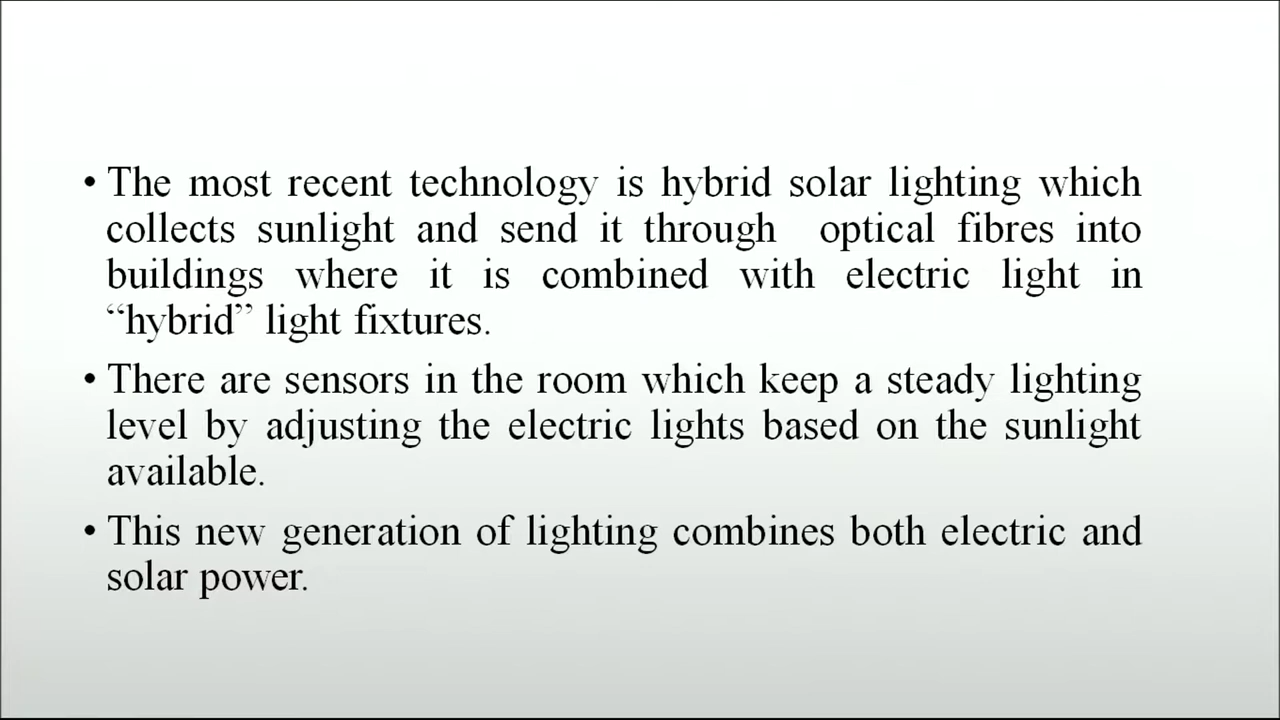 • The most recent technology is hybrid solar lighting which
collects sunlight and send it through optical fibres into
buildings where it is combined with electric light in
“hybrid” light fixtures.
• There are sensors in the room which keep a steady lighting
level by adjusting the electric lights based on the sunlight
available.
• This new generation of lighting combines both electric and
solar power.